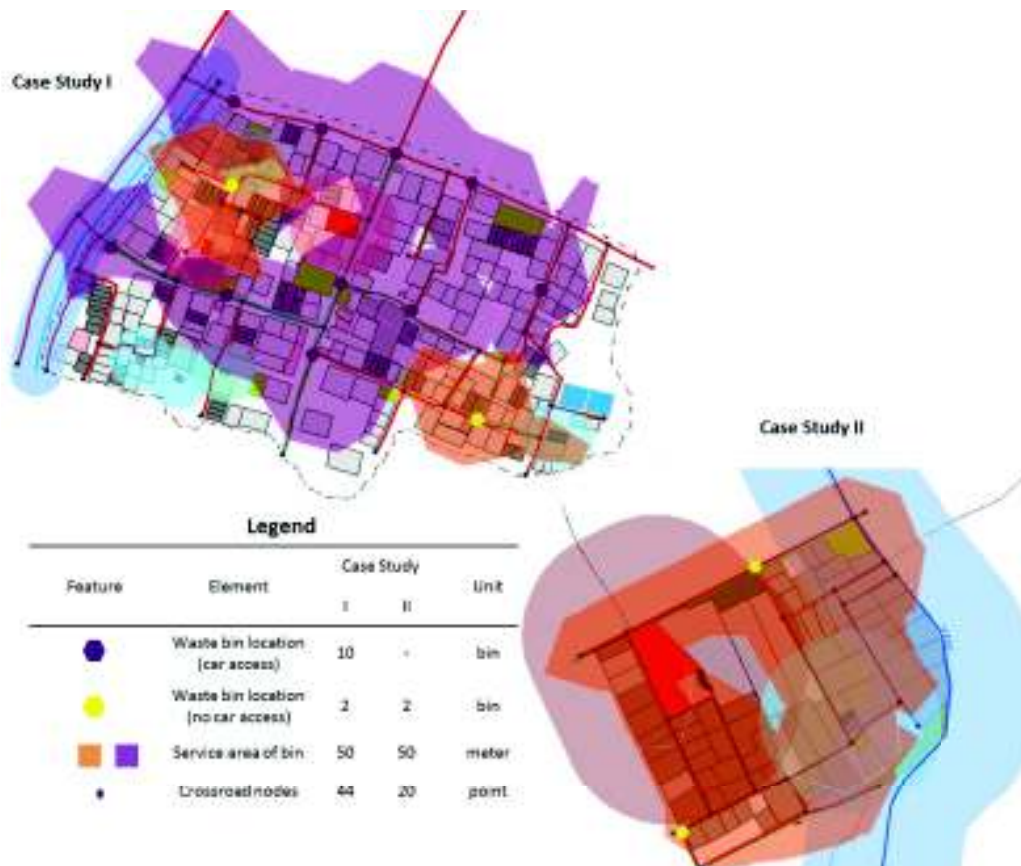 Case Study I
Case Study II
Legend
Feature Element Case Study Unit
I II
Waste bin location (car access) 10 - bin
Waste bin location (no car access) 2 2 bin
Service area of bin 50 50 meter
Crossroad nodes 44 20 point